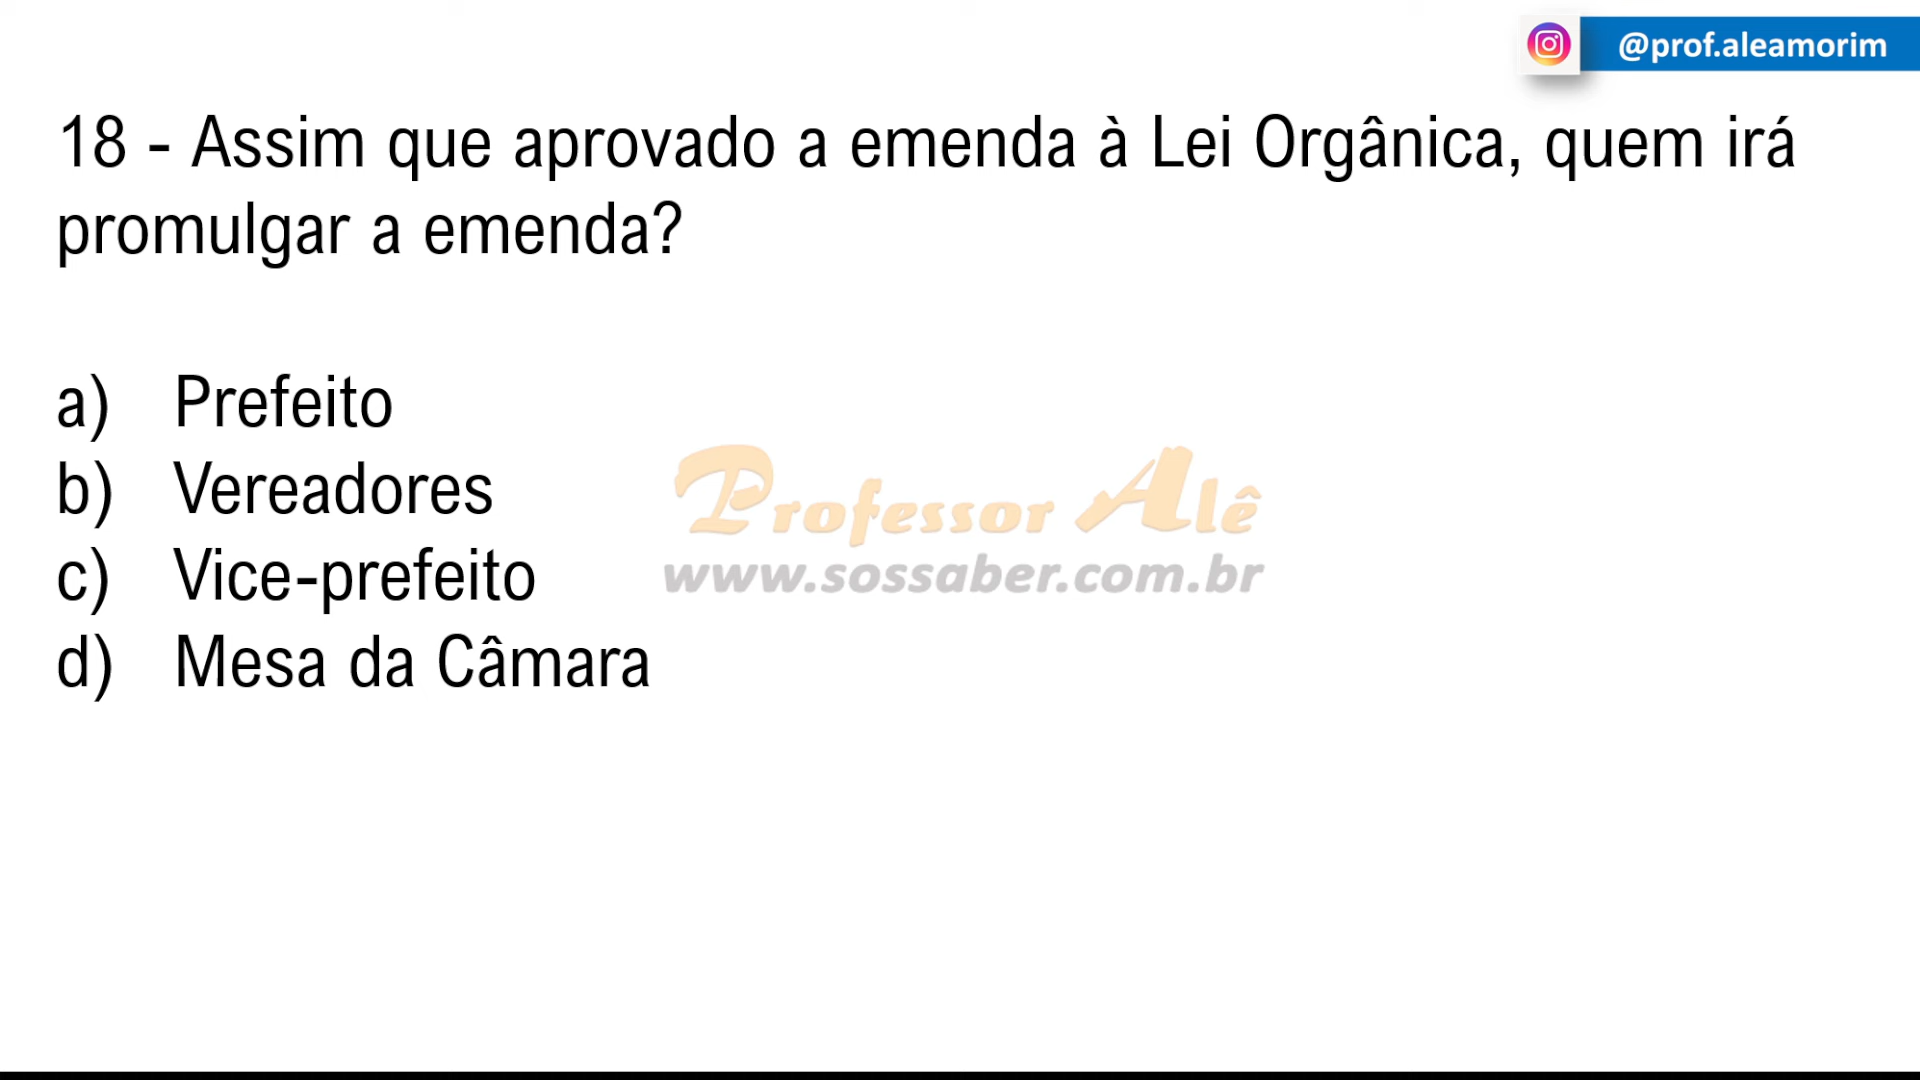 @prof.aleamorim
18 - Assim que aprovado a emenda à Lei Orgânica, quem irá
promulgar a emenda?
a) Prefeito
b) Vereadores
c) Vice-prefeito
d) Mesa da Câmara
Professor Alê
www.sossaber.com.br